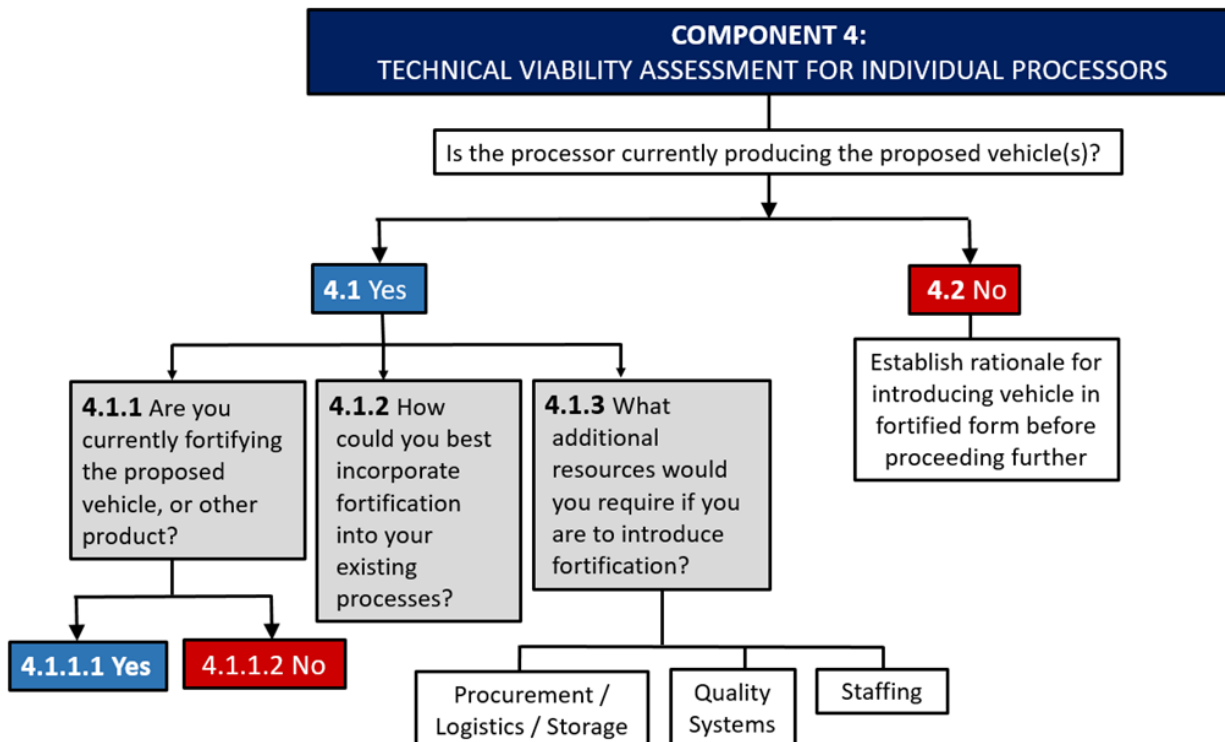 COMPONENT 4:
TECHNICAL VIABILITY ASSESSMENT FOR INDIVIDUAL PROCESSORS
Is the processor currently producing the proposed vehicle(s)?
4.1 Yes
4.2 No
Establish rationale for
introducing vehicle in
fortified form before
proceeding further
4.1.1 Are you
currently fortifying
the proposed
vehicle, or other
product?
4.1.2 How
could you best
incorporate
fortification
into your
existing
processes?
4.1.3 What
additional
resources would
you require if you
are to introduce
fortification?
4.1.1.1 Yes
4.1.1.2 No
Procurement /
Logistics / Storage
Quality
Systems
Staffing